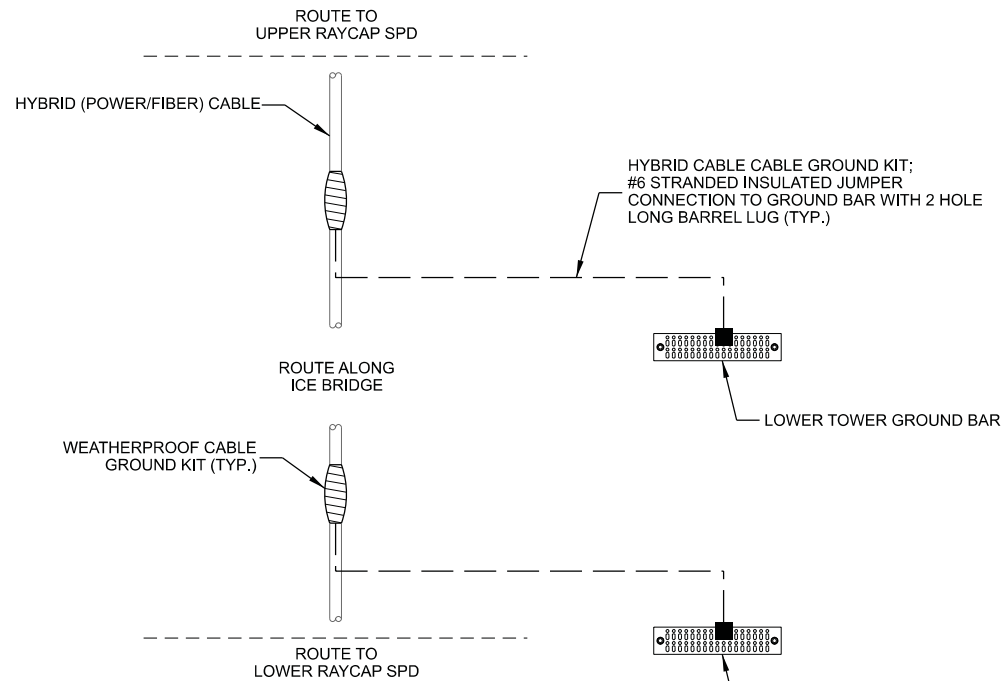 ROUTE TO
UPPER RAYCAP SPD
HYBRID (POWER/FIBER) CABLE
HYBRID CABLE CABLE GROUND KIT;
#6 STRANDED INSULATED JUMPER
CONNECTION TO GROUND BAR WITH 2 HOLE
LONG BARREL LUG (TYP.)
ROUTE ALONG
ICE BRIDGE
LOWER TOWER GROUND BAR
WEATHERPROOF CABLE
GROUND KIT (TYP.)
ROUTE TO
LOWER RAYCAP SPD